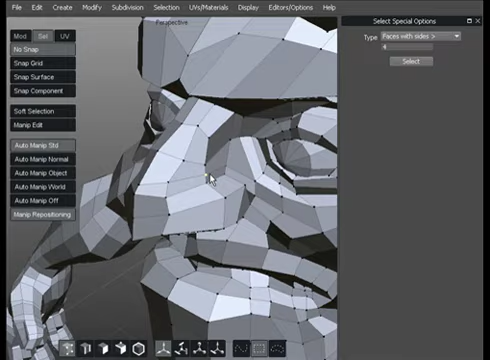 File Edit Create Modify Subdivision Selection UVs/Materials Display Editors/Options Help
Perspective
Select Special Options
Mod Sel UV
No Snap
Snap Grid
Snap Surface
Snap Component
Soft Selection
Manip Edit
Auto Manip Std
Auto Manip Normal
Auto Manip Object
Auto Manip World
Auto Manip Off
Manip Repositioning
Type Faces with sides >
4
Select